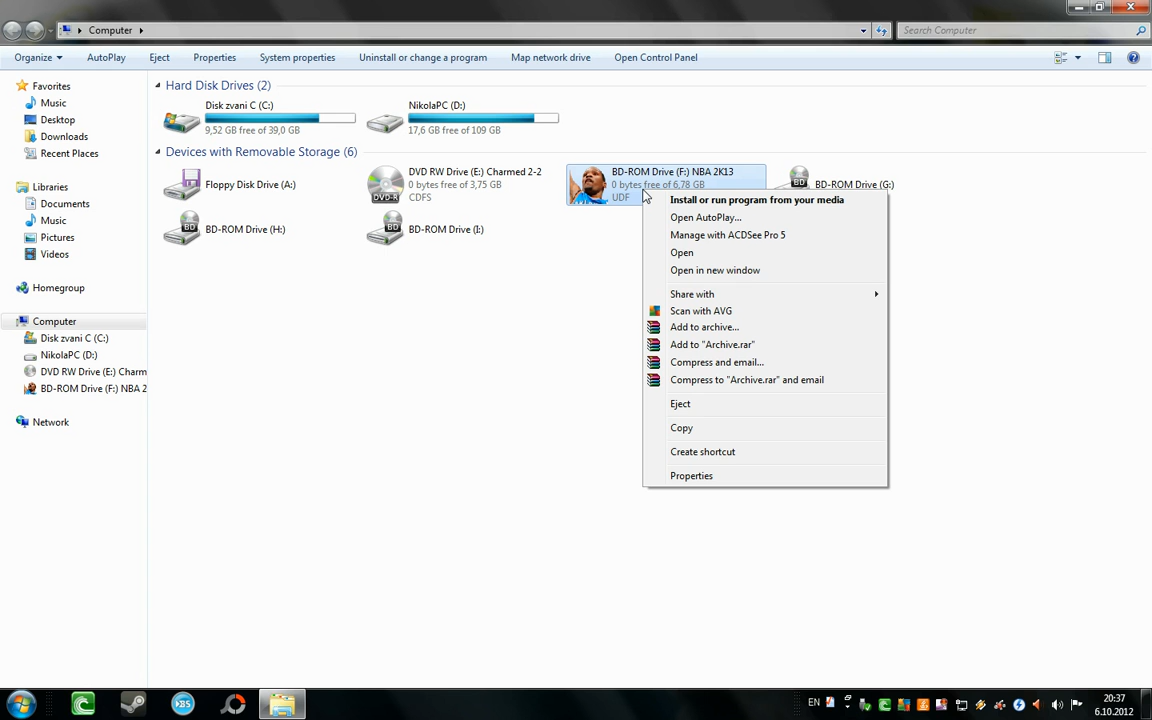 Computer
Search Computer
Organize
AutoPlay
Eject
Properties
System properties
Uninstall or change a program
Map network drive
Open Control Panel
Favorites
Music
Desktop
Downloads
Recent Places
Libraries
Documents
Music
Pictures
Videos
Homegroup
Computer
Disk zvani C (C:)
NikolaPC (D:)
DVD RW Drive (E:) Charm
BD-ROM Drive (F:) NBA 2
Network
Hard Disk Drives (2)
Disk zvani C (C:)
9,52 GB free of 39,0 GB
NikolaPC (D:)
17,6 GB free of 109 GB
Devices with Removable Storage (6)
Floppy Disk Drive (A:)
DVD RW Drive (E:) Charmed 2-2
0 bytes free of 3,75 GB
CDFS
DVD-R
BD-ROM Drive (F:) NBA 2K13
0 bytes free of 6,78 GB
UDF
BD
BD-ROM Drive (G:)
BD
BD-ROM Drive (H:)
BD
BD-ROM Drive (I:)
Install or run program from your media
Open AutoPlay...
Manage with ACDSee Pro 5
Open
Open in new window
Share with
Scan with AVG
Add to archive...
Add to "Archive.rar"
Compress and email...
Compress to "Archive.rar" and email
Eject
Copy
Create shortcut
Properties
BS
EN
20:37
6.10.2012